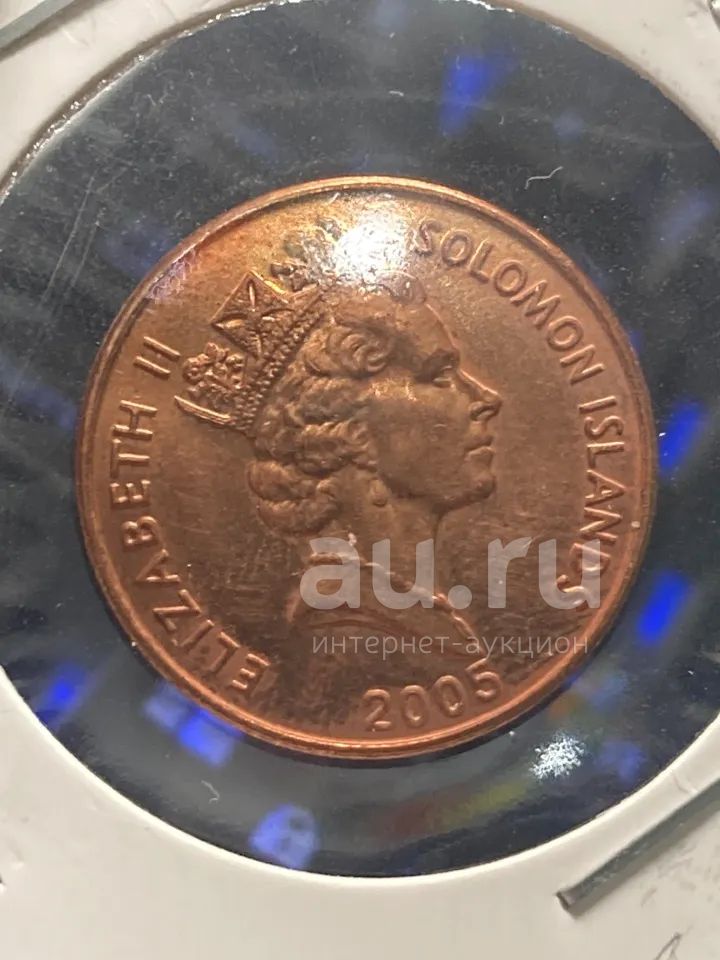 ELIZABETH II
SOLOMON ISLANDS
2005
au.ru
интернет-аукцион